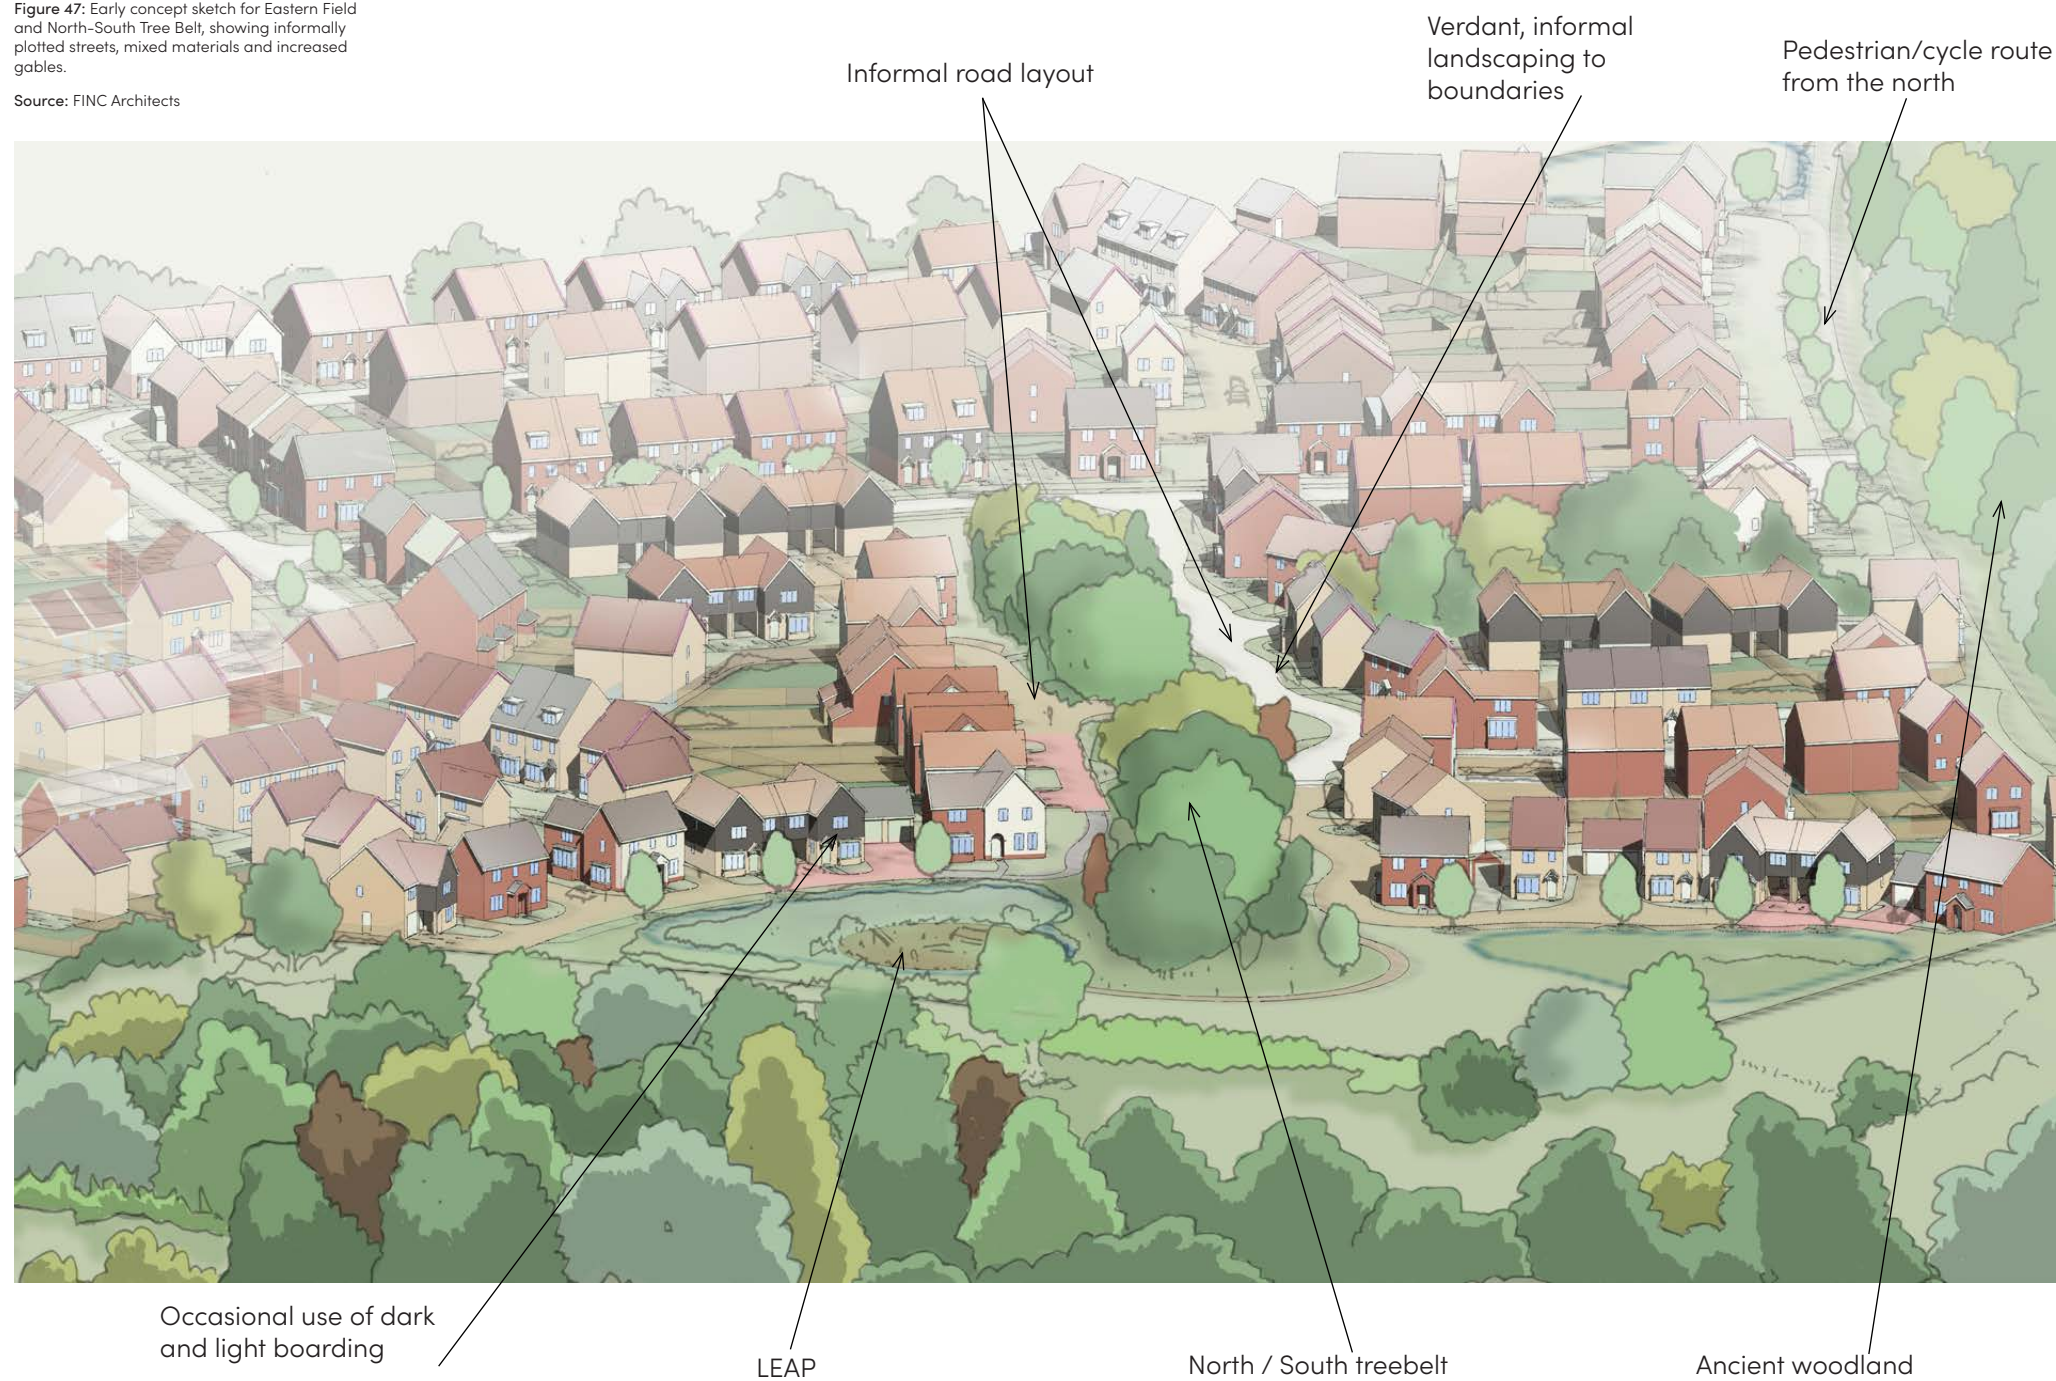 Figure 47: Early concept sketch for Eastern Field
and North-South Tree Belt, showing informally
plotted streets, mixed materials and increased
gables.
Source: FINC Architects
Informal road layout
Verdant, informal
landscaping to
boundaries
Pedestrian/cycle route
from the north
Occasional use of dark
and light boarding
LEAP
North / South treebelt
Ancient woodland